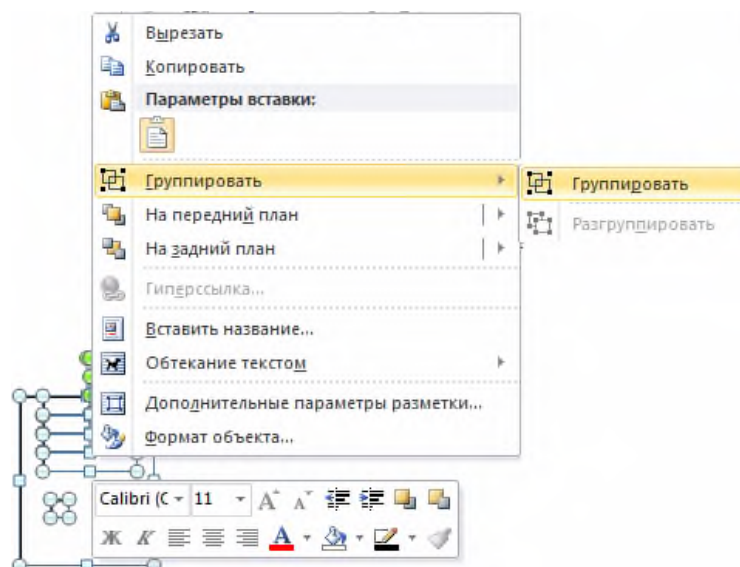 Вырезать
Копировать
Параметры вставки:
Группировать
Группировать
Разгруппировать
На передний план
На задний план
Гиперссылка...
Вставить название...
Обтекание текстом
Дополнительные параметры разметки...
Формат объекта...
Calibri (С 11 A A
Ж К A